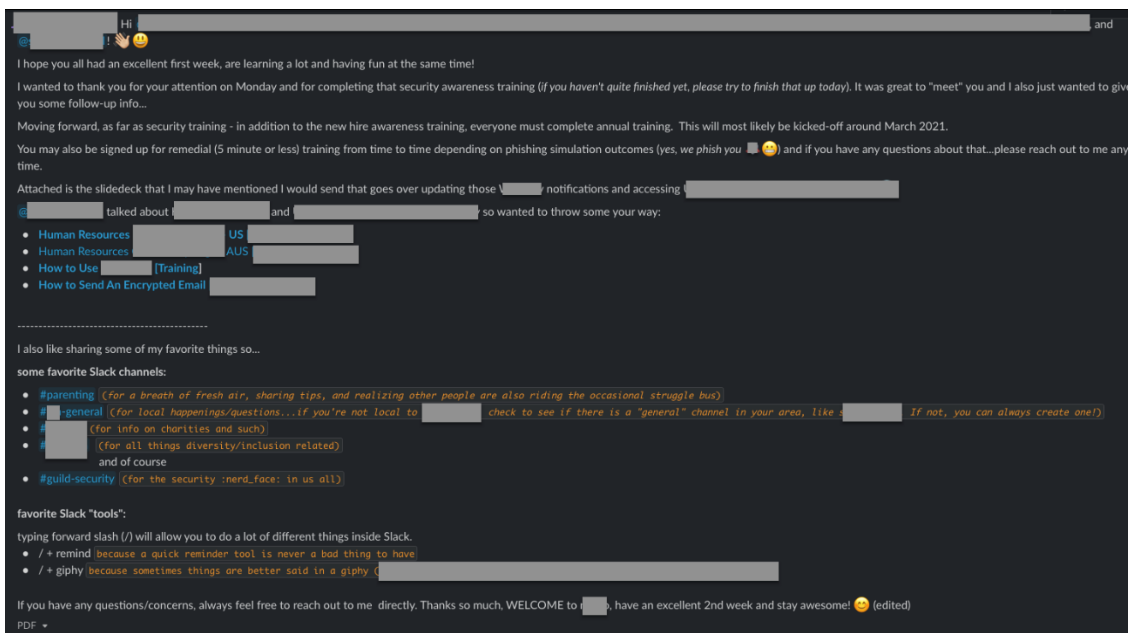 Hi and
@ ! 👋🏼 😃
I hope you all had an excellent first week, are learning a lot and having fun at the same time!
I wanted to thank you for your attention on Monday and for completing that security awareness training (if you haven't quite finished yet, please try to finish that up today). It was great to "meet" you and I also just wanted to give
you some follow-up info...
Moving forward, as far as security training - in addition to the new hire awareness training, everyone must complete annual training. This will most likely be kicked-off around March 2021.
You may also be signed up for remedial (5 minute or less) training from time to time depending on phishing simulation outcomes (yes, we phish you 😬) and if you have any questions about that...please reach out to me any
time.
Attached is the slidedeck that I may have mentioned I would send that goes over updating those notifications and accessing
@ talked about and so wanted to throw some your way:
• Human Resources US
• Human Resources AUS
• How to Use [Training]
• How to Send An Encrypted Email
---------------------------------------------
I also like sharing some of my favorite things so...
some favorite Slack channels:
• #parenting (for a breath of fresh air, sharing tips, and realizing other people are also riding the occasional struggle bus)
• # -general (for local happenings/questions...if you're not local to check to see if there is a "general" channel in your area, like s If not, you can always create one!)
• # (for info on charities and such)
• # (for all things diversity/inclusion related)
and of course
• #guild-security (for the security :nerd_face: in us all)
favorite Slack "tools":
typing forward slash (/) will allow you to do a lot of different things inside Slack.
• / + remind because a quick reminder tool is never a bad thing to have
• / + giphy because sometimes things are better said in a giphy (
If you have any questions/concerns, always feel free to reach out to me directly. Thanks so much, WELCOME to , have an excellent 2nd week and stay awesome! 😊 (edited)
PDF ▾